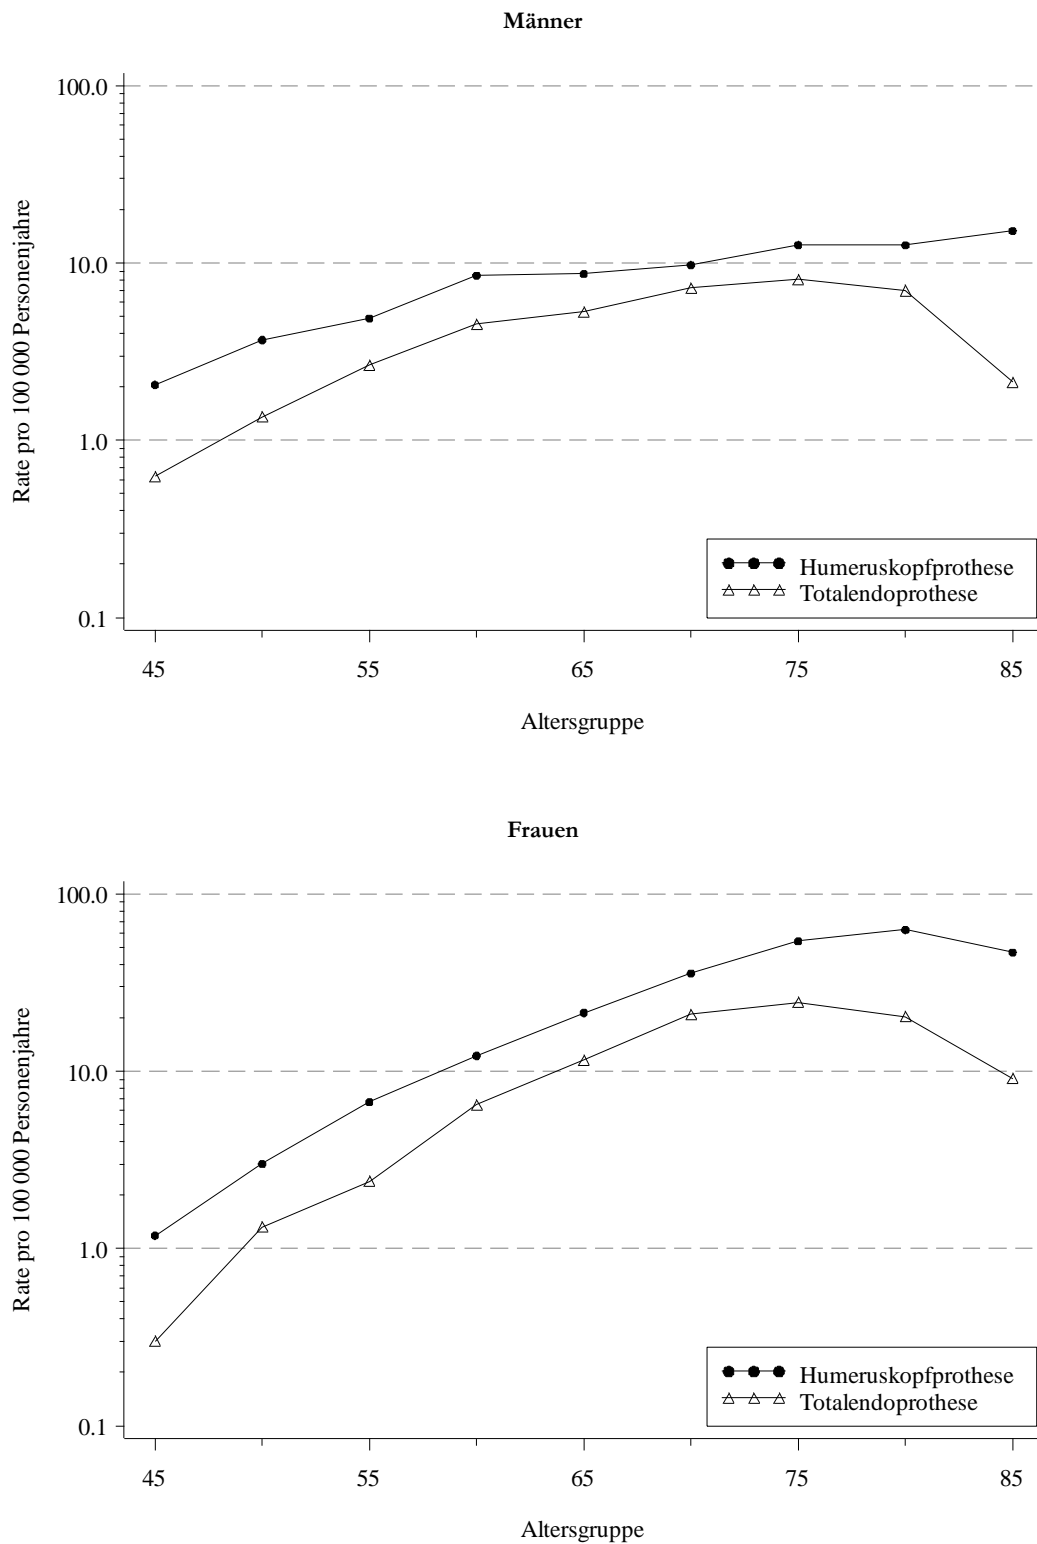 Männer
Rate pro 100 000 Personenjahre
100.0
10.0
1.0
0.1
Humeruskopfprothese
Totalendoprothese
45 55 65 75 85
Altersgruppe
Frauen
Rate pro 100 000 Personenjahre
100.0
10.0
1.0
0.1
Humeruskopfprothese
Totalendoprothese
45 55 65 75 85
Altersgruppe